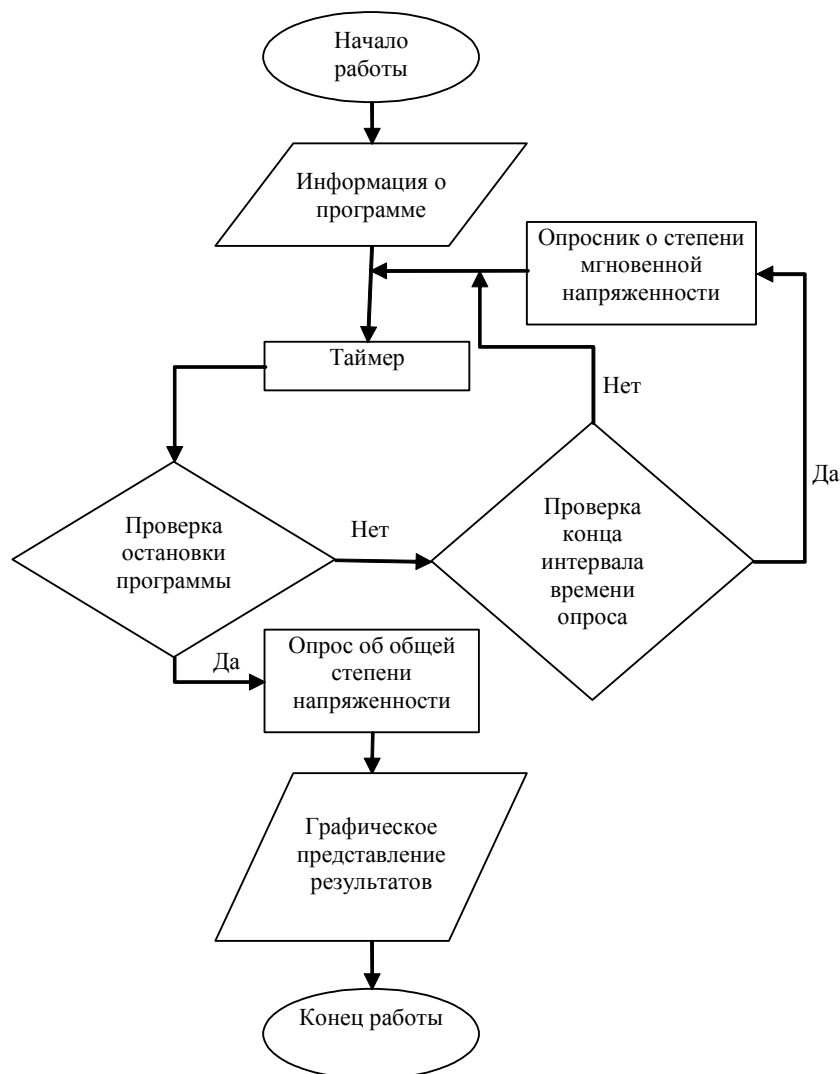 Начало
работы
Информация о
программе
Опросник о степени
мгновенной
напряженности
Таймер
Нет
Да
Проверка
остановки
программы
Нет
Проверка
конца
интервала
времени
опроса
Да
Опрос об общей
степени
напряженности
Графическое
представление
результатов
Конец работы